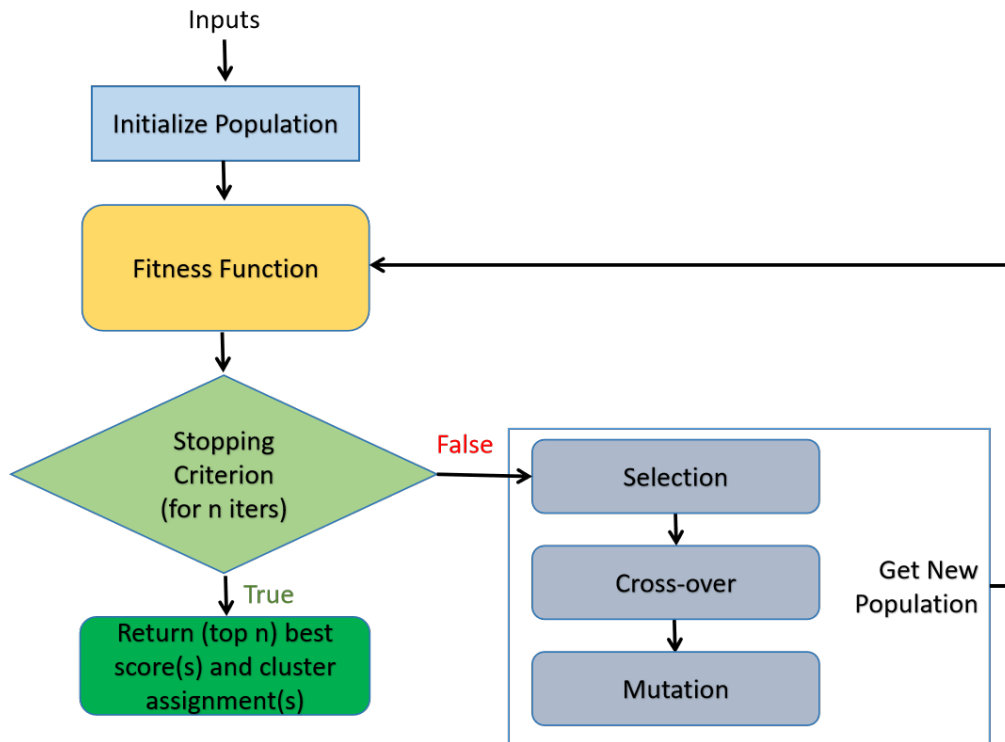 Inputs
Initialize Population
Fitness Function
Stopping
Criterion
(for n iters)
False
True
Return (top n) best
score(s) and cluster
assignment(s)
Selection
Cross-over
Mutation
Get New
Population